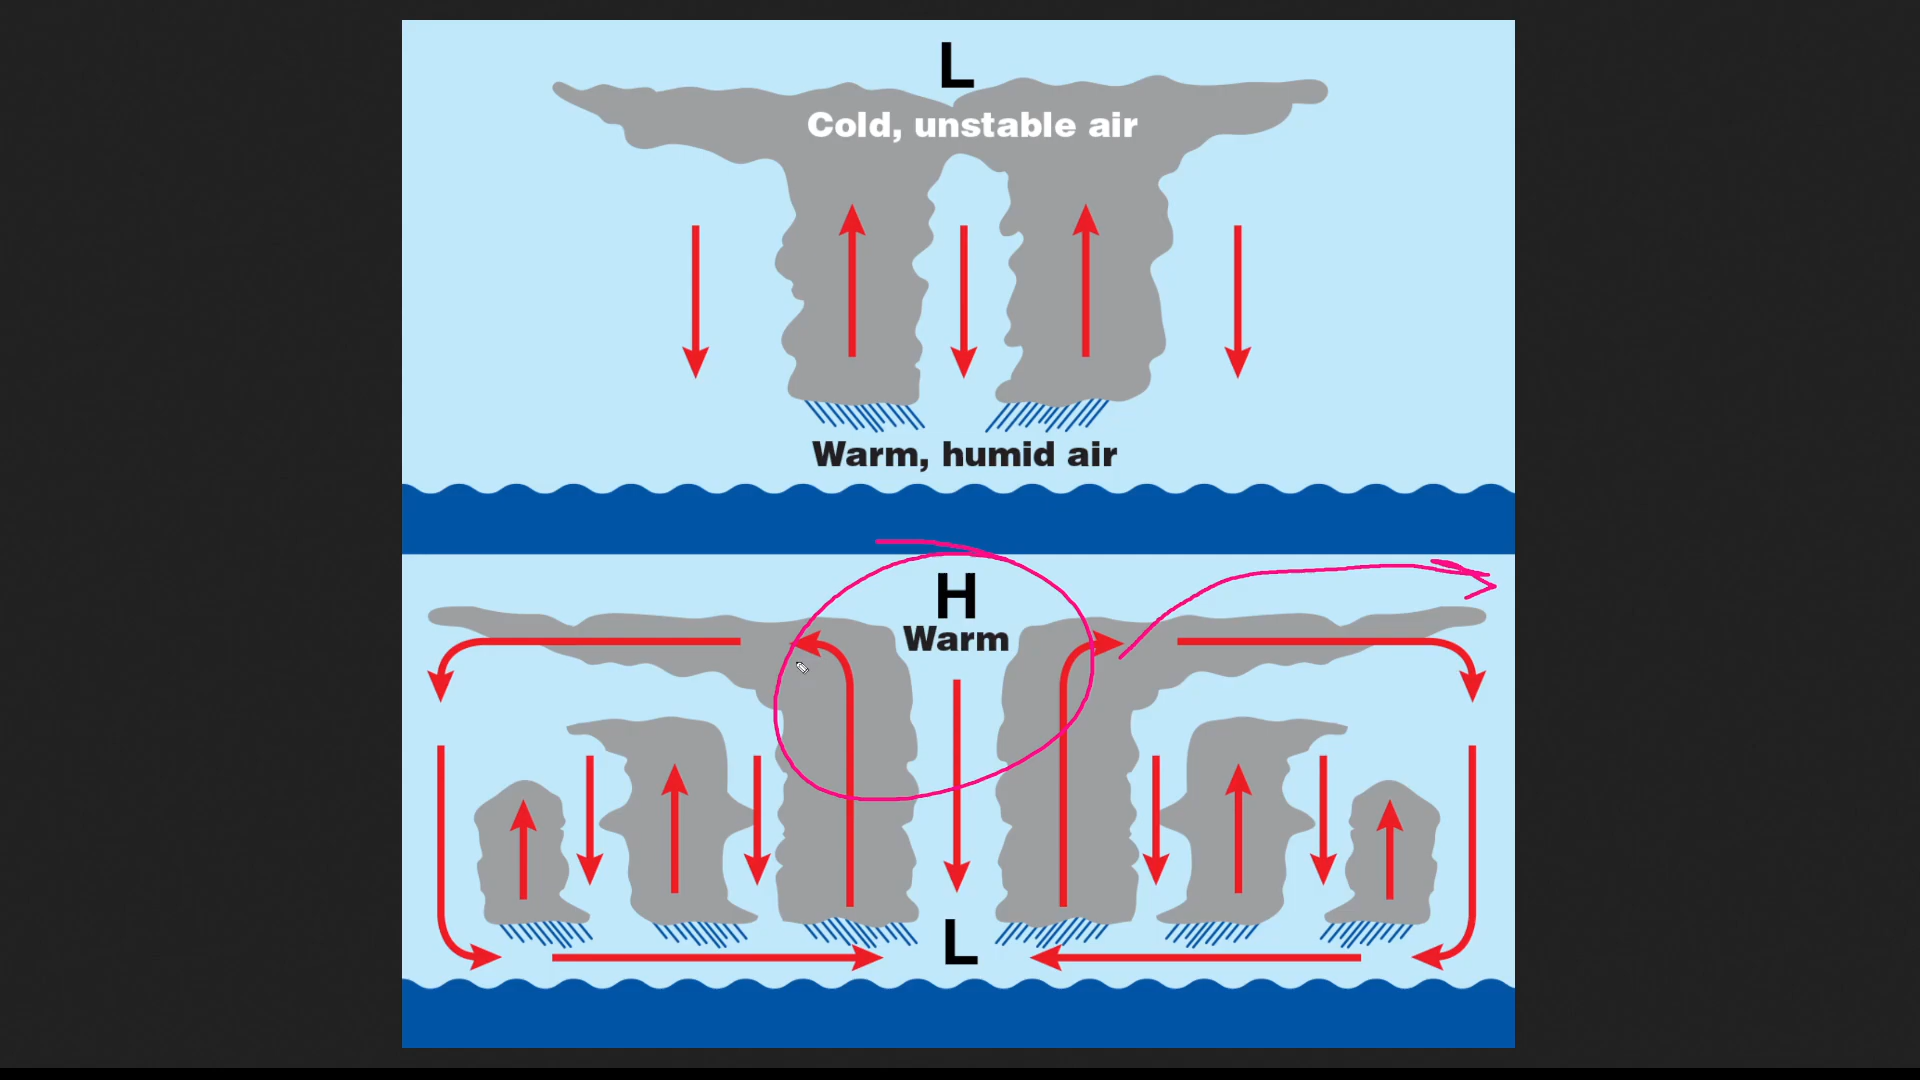 L
Cold, unstable air
Warm, humid air
H
Warm
L